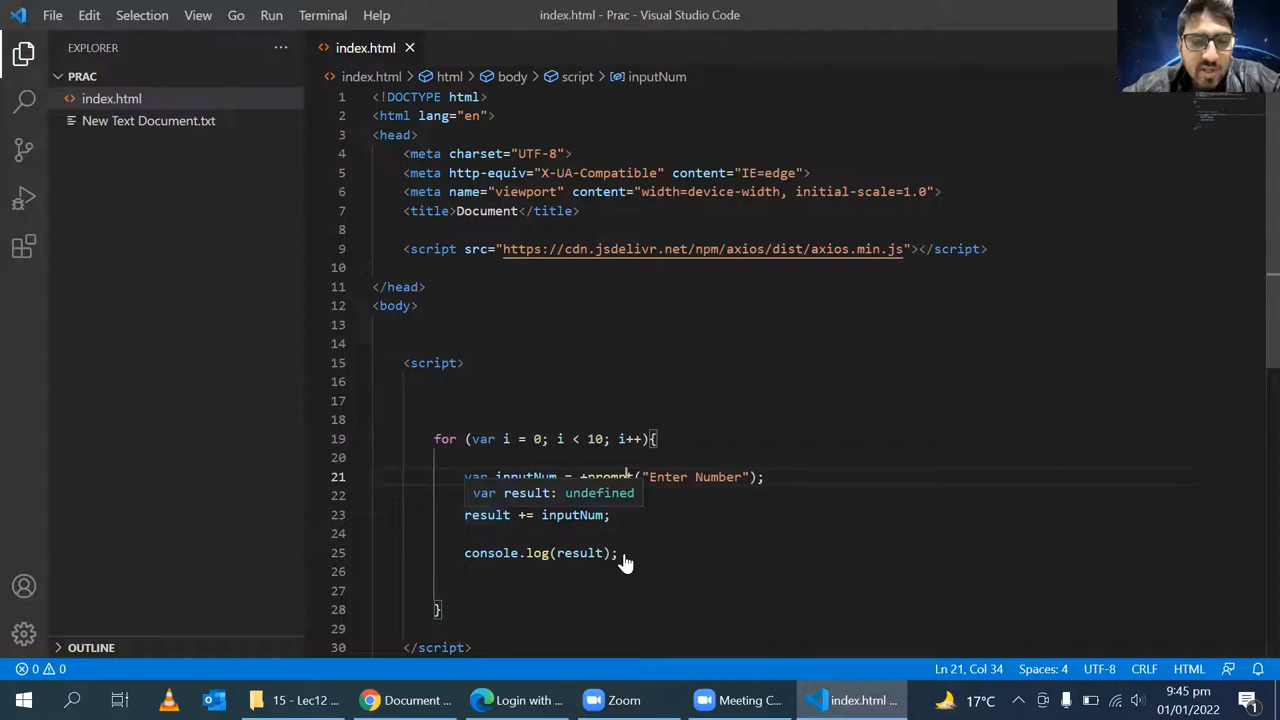 File Edit Selection View Go Run Terminal Help
index.html - Prac - Visual Studio Code
EXPLORER
PRAC
index.html
New Text Document.txt
OUTLINE
index.html
index.html html body script inputNum
1 <!DOCTYPE html>
2 <html lang="en">
3 <head>
4 <meta charset="UTF-8">
5 <meta http-equiv="X-UA-Compatible" content="IE=edge">
6 <meta name="viewport" content="width=device-width, initial-scale=1.0">
7 <title>Document</title>
8
9 <script src="https://cdn.jsdelivr.net/npm/axios/dist/axios.min.js"></script>
10
11 </head>
12 <body>
13
14
15 <script>
16
17
18
19 for (var i = 0; i < 10; i++){
20
21 var inputNum = +prompt("Enter Number");
22 var result: undefined
23 result += inputNum;
24
25 console.log(result);
26
27
28 }
29
30 </script>
0 0
Ln 21, Col 34 Spaces: 4 UTF-8 CRLF HTML
15 - Lec12 ... Document ... Login with ... Zoom Meeting C... index.html ...
17°C
9:45 pm
01/01/2022
1